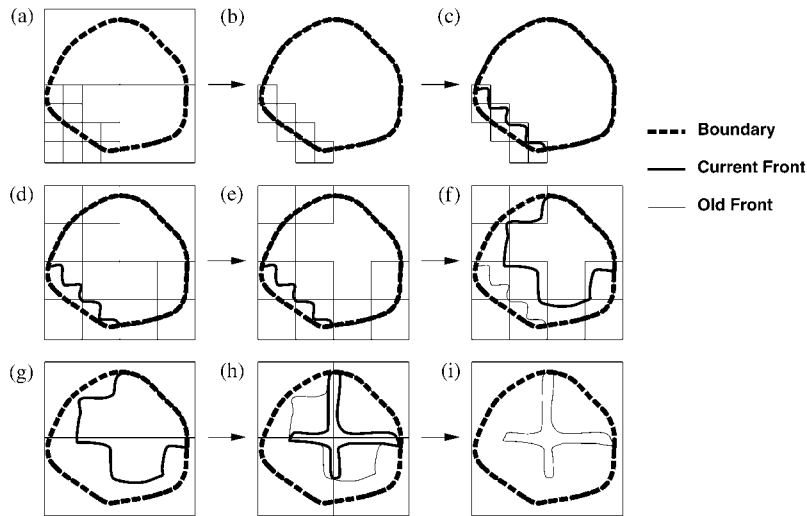 (a)
(b)
(c)
Boundary
Current Front
Old Front
(d)
(e)
(f)
(g)
(h)
(i)